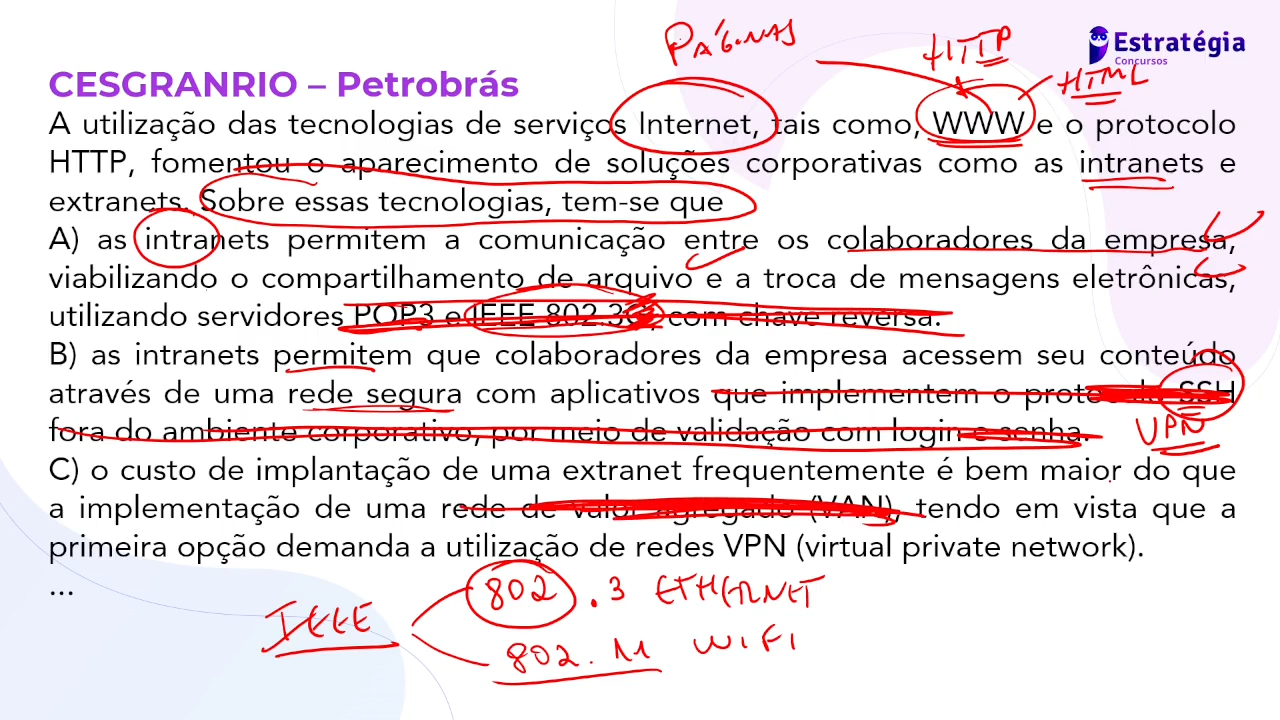 PÁGINAS
HTTP
HTML
Estratégia
Concursos
CESGRANRIO – Petrobrás
A utilização das tecnologias de serviços Internet, tais como, WWW e o protocolo
HTTP, fomentou o aparecimento de soluções corporativas como as intranets e
extranets. Sobre essas tecnologias, tem-se que
A) as intranets permitem a comunicação entre os colaboradores da empresa,
viabilizando o compartilhamento de arquivo e a troca de mensagens eletrônicas,
utilizando servidores POP3 e IEEE com chave reversa.
B) as intranets permitem que colaboradores da empresa acessem seu conteúdo
através de uma rede segura com aplicativos que implementem o protocolo SSH
fora do ambiente corporativo, por meio de validação com login e senha.
VPN
C) o custo de implantação de uma extranet frequentemente é bem maior do que
a implementação de uma rede de valor agregado (VAN), tendo em vista que a
primeira opção demanda a utilização de redes VPN (virtual private network).
...
IEEE
802.3 ETHERNET
802.11 WIFI